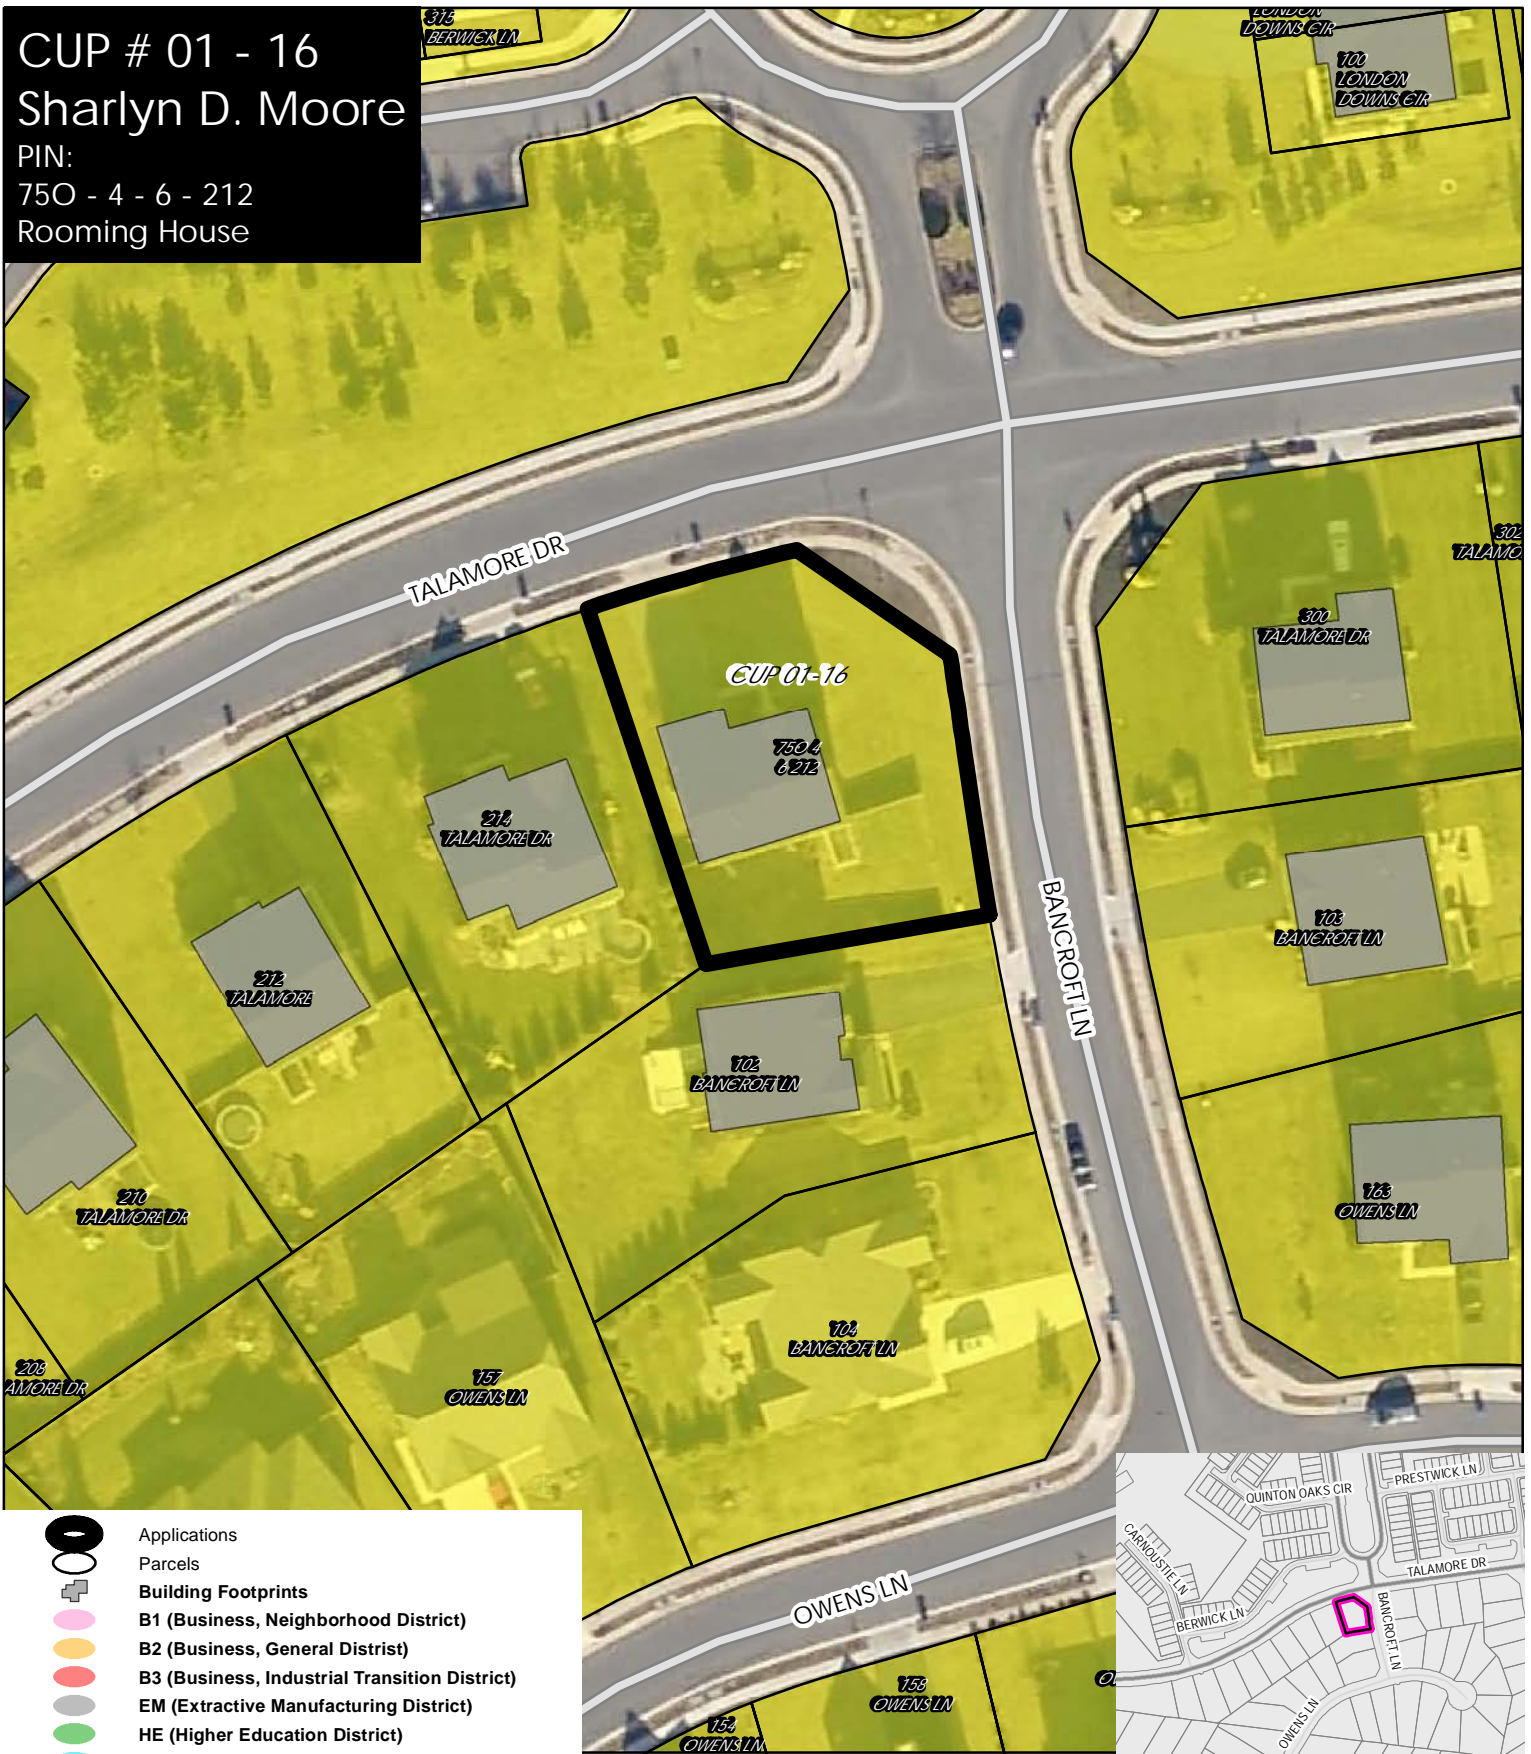 CUP # 01 - 16
Sharlyn D. Moore
PIN:
75O - 4 - 6 - 212
Rooming House
315
BERWICK LN
LONDON
DOWNS CIR
100
LONDON
DOWNS CIR
TALAMORE DR
CUP 01-16
75O 4
6 212
300
TALAMORE DR
302
TALAMO
214
TALAMORE DR
212
TALAMORE
210
TALAMORE DR
208
AMORE DR
102
BANCROFT LN
BANCROFT LN
103
BANCROFT LN
163
OWENS LN
104
BANCROFT LN
157
OWENS LN
OWENS LN
158
OWENS LN
154
OWENS LN
Applications
Parcels
Building Footprints
B1 (Business, Neighborhood District)
B2 (Business, General Distrist)
B3 (Business, Industrial Transition District)
EM (Extractive Manufacturing District)
HE (Higher Education District)
QUINTON OAKS CIR
PRESTWICK LN
CARNOUSTIE LN
TALAMORE DR
BERWICK LN
BANCROFT LN
OWENS LN